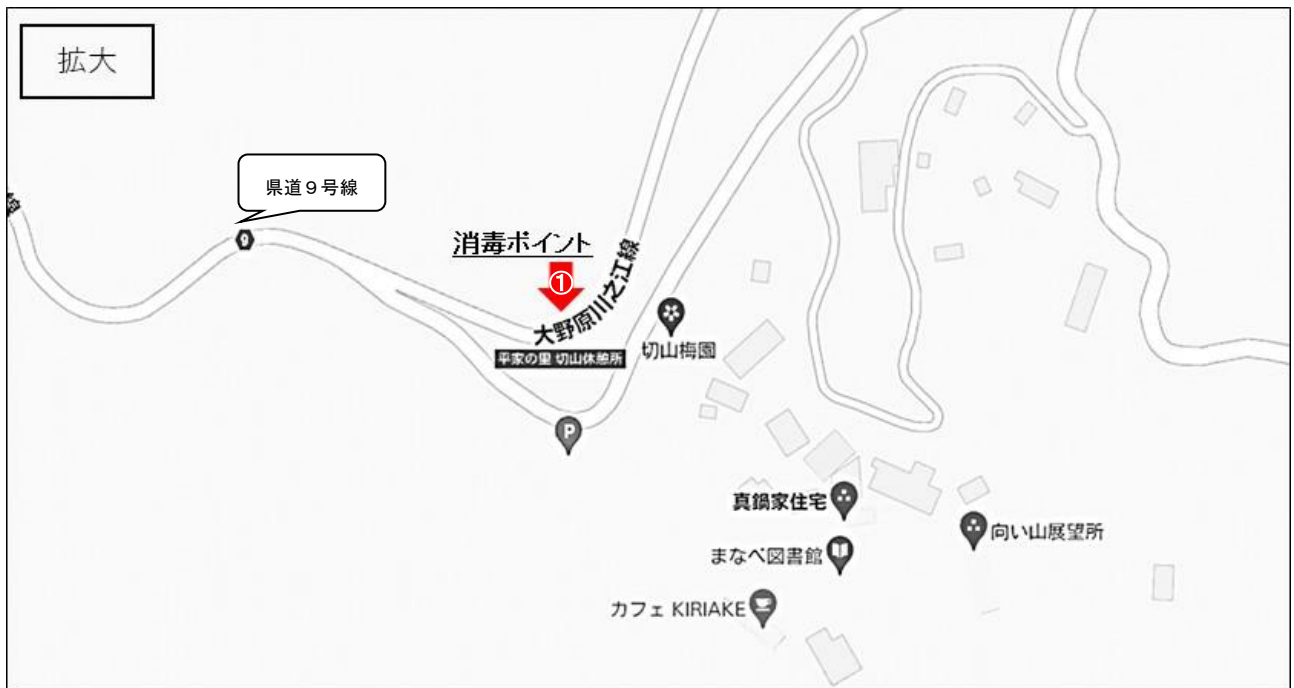 拡大
県道9号線
9
消毒ポイント
①
大野原川之江線
平家の里 切山休憩所
切山梅園
P
真鍋家住宅
まなべ図書館
向い山展望所
カフェ KIRIAKE